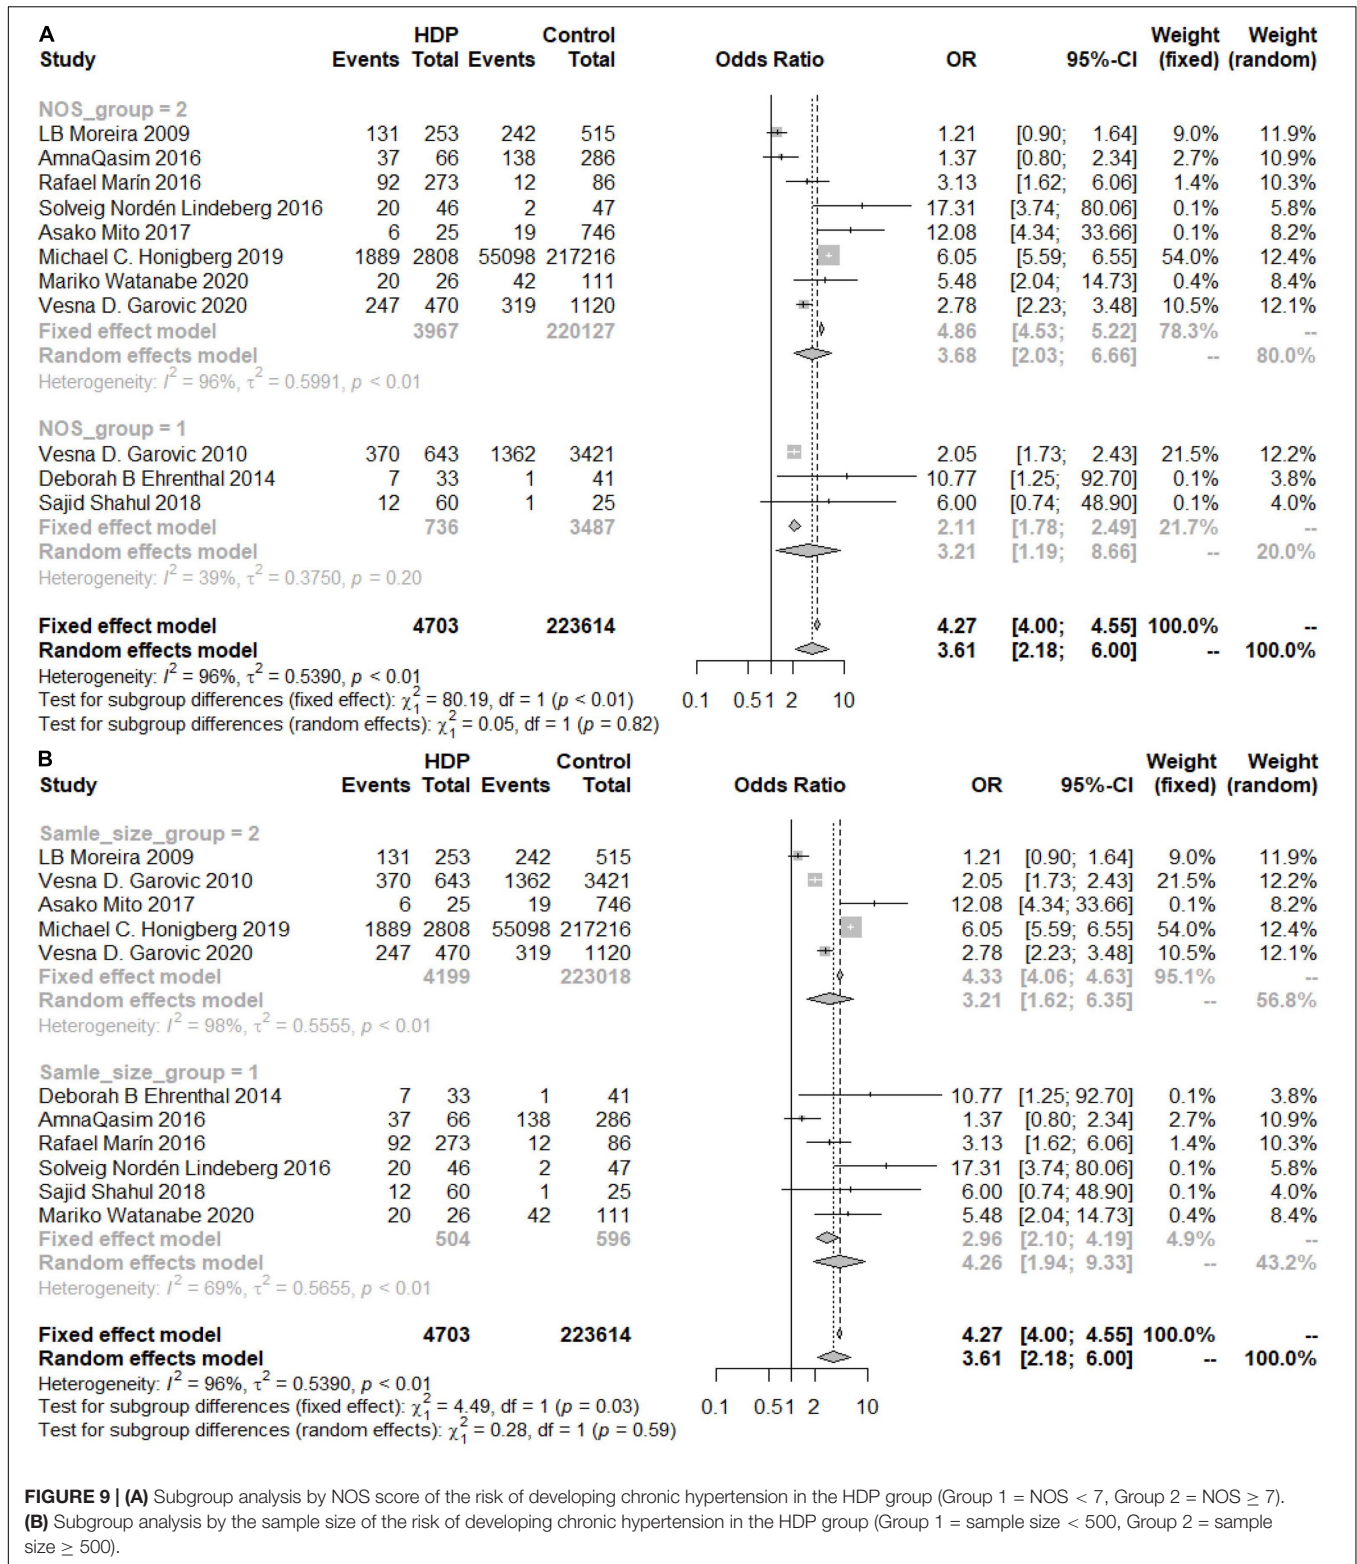 A HDP Control Weight Weight
Study Events Total Events Total Odds Ratio OR 95%-CI (fixed) (random)
NOS_group = 2
LB Moreira 2009 131 253 242 515 1.21 [0.90; 1.64] 9.0% 11.9%
AmnaQasim 2016 37 66 138 286 1.37 [0.80; 2.34] 2.7% 10.9%
Rafael Marín 2016 92 273 12 86 3.13 [1.62; 6.06] 1.4% 10.3%
Solveig Nordén Lindeberg 2016 20 46 2 47 17.31 [3.74; 80.06] 0.1% 5.8%
Asako Mito 2017 6 25 19 746 12.08 [4.34; 33.66] 0.1% 8.2%
Michael C. Honigberg 2019 1889 2808 55098 217216 6.05 [5.59; 6.55] 54.0% 12.4%
Mariko Watanabe 2020 20 26 42 111 5.48 [2.04; 14.73] 0.4% 8.4%
Vesna D. Garovic 2020 247 470 319 1120 2.78 [2.23; 3.48] 10.5% 12.1%
Fixed effect model 3967 220127 4.86 [4.53; 5.22] 78.3% --
Random effects model 3.68 [2.03; 6.66] -- 80.0%
Heterogeneity: I² = 96%, τ² = 0.5991, p < 0.01
NOS_group = 1
Vesna D. Garovic 2010 370 643 1362 3421 2.05 [1.73; 2.43] 21.5% 12.2%
Deborah B Ehrenthal 2014 7 33 1 41 10.77 [1.25; 92.70] 0.1% 3.8%
Sajid Shahul 2018 12 60 1 25 6.00 [0.74; 48.90] 0.1% 4.0%
Fixed effect model 736 3487 2.11 [1.78; 2.49] 21.7% --
Random effects model 3.21 [1.19; 8.66] -- 20.0%
Heterogeneity: I² = 39%, τ² = 0.3750, p = 0.20
Fixed effect model 4703 223614 4.27 [4.00; 4.55] 100.0% --
Random effects model 3.61 [2.18; 6.00] -- 100.0%
Heterogeneity: I² = 96%, τ² = 0.5390, p < 0.01
Test for subgroup differences (fixed effect): χ²₁ = 80.19, df = 1 (p < 0.01) 0.1 0.5 1 2 10
Test for subgroup differences (random effects): χ²₁ = 0.05, df = 1 (p = 0.82)
B HDP Control Weight Weight
Study Events Total Events Total Odds Ratio OR 95%-CI (fixed) (random)
Samle_size_group = 2
LB Moreira 2009 131 253 242 515 1.21 [0.90; 1.64] 9.0% 11.9%
Vesna D. Garovic 2010 370 643 1362 3421 2.05 [1.73; 2.43] 21.5% 12.2%
Asako Mito 2017 6 25 19 746 12.08 [4.34; 33.66] 0.1% 8.2%
Michael C. Honigberg 2019 1889 2808 55098 217216 6.05 [5.59; 6.55] 54.0% 12.4%
Vesna D. Garovic 2020 247 470 319 1120 2.78 [2.23; 3.48] 10.5% 12.1%
Fixed effect model 4199 223018 4.33 [4.06; 4.63] 95.1% --
Random effects model 3.21 [1.62; 6.35] -- 56.8%
Heterogeneity: I² = 98%, τ² = 0.5555, p < 0.01
Samle_size_group = 1
Deborah B Ehrenthal 2014 7 33 1 41 10.77 [1.25; 92.70] 0.1% 3.8%
AmnaQasim 2016 37 66 138 286 1.37 [0.80; 2.34] 2.7% 10.9%
Rafael Marín 2016 92 273 12 86 3.13 [1.62; 6.06] 1.4% 10.3%
Solveig Nordén Lindeberg 2016 20 46 2 47 17.31 [3.74; 80.06] 0.1% 5.8%
Sajid Shahul 2018 12 60 1 25 6.00 [0.74; 48.90] 0.1% 4.0%
Mariko Watanabe 2020 20 26 42 111 5.48 [2.04; 14.73] 0.4% 8.4%
Fixed effect model 504 596 2.96 [2.10; 4.19] 4.9% --
Random effects model 4.26 [1.94; 9.33] -- 43.2%
Heterogeneity: I² = 69%, τ² = 0.5655, p < 0.01
Fixed effect model 4703 223614 4.27 [4.00; 4.55] 100.0% --
Random effects model 3.61 [2.18; 6.00] -- 100.0%
Heterogeneity: I² = 96%, τ² = 0.5390, p < 0.01
Test for subgroup differences (fixed effect): χ²₁ = 4.49, df = 1 (p = 0.03) 0.1 0.5 1 2 10
Test for subgroup differences (random effects): χ²₁ = 0.28, df = 1 (p = 0.59)
FIGURE 9 | (A) Subgroup analysis by NOS score of the risk of developing chronic hypertension in the HDP group (Group 1 = NOS < 7, Group 2 = NOS ≥ 7).
(B) Subgroup analysis by the sample size of the risk of developing chronic hypertension in the HDP group (Group 1 = sample size < 500, Group 2 = sample
size ≥ 500).